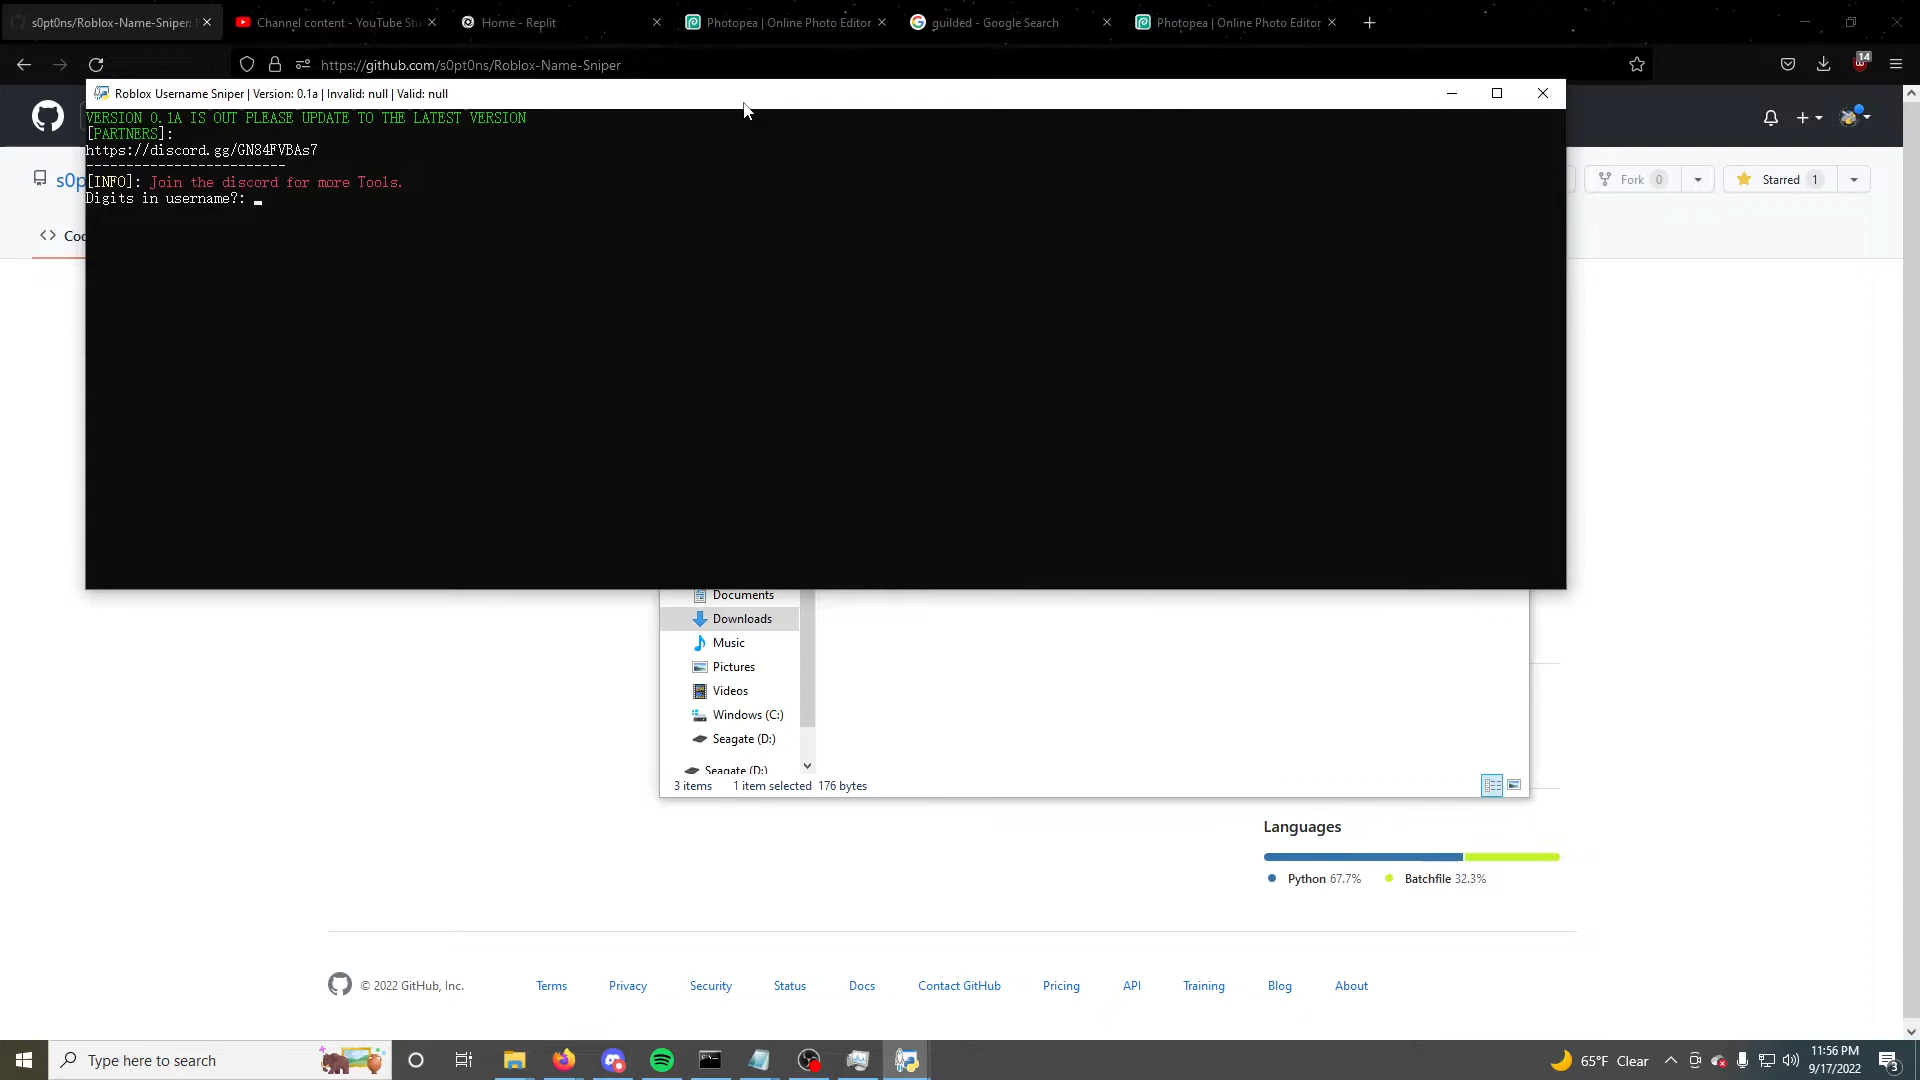 s0pt0ns/Roblox-Name-Sniper:
Channel content - YouTube Stu
Home - Replit
Photopea | Online Photo Editor
guilded - Google Search
Photopea | Online Photo Editor
https://github.com/s0pt0ns/Roblox-Name-Sniper
14
Roblox Username Sniper | Version: 0.1a | Invalid: null | Valid: null
VERSION 0.1A IS OUT PLEASE UPDATE TO THE LATEST VERSION
[PARTNERS]:
https://discord.gg/GN84FVBAs7
-------------------------
[INFO]: Join the discord for more Tools.
Digits in username?:
s0p
Fork 0
Starred 1
Coc
Documents
Downloads
Music
Pictures
Videos
Windows (C:)
Seagate (D:)
Seagate (D:)
3 items 1 item selected 176 bytes
Languages
Python 67.7% Batchfile 32.3%
© 2022 GitHub, Inc. Terms Privacy Security Status Docs Contact GitHub Pricing API Training Blog About
Type here to search
65°F Clear
11:56 PM
9/17/2022
3